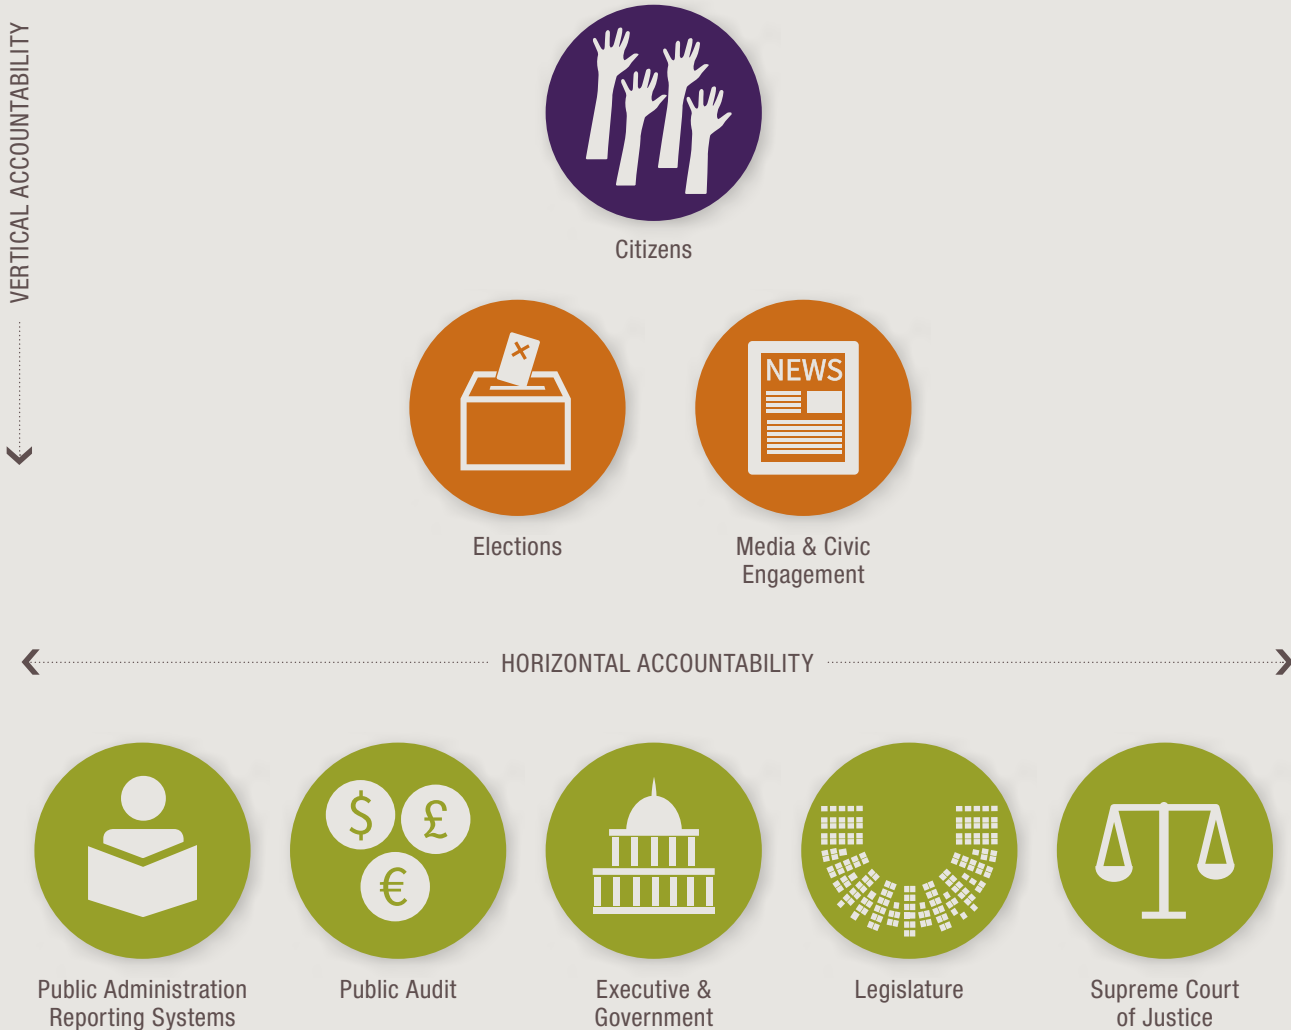 VERTICAL ACCOUNTABILITY
Citizens
NEWS
Elections
Media & Civic
Engagement
HORIZONTAL ACCOUNTABILITY
$
£
€
Public Administration
Reporting Systems
Public Audit
Executive &
Government
Legislature
Supreme Court
of Justice